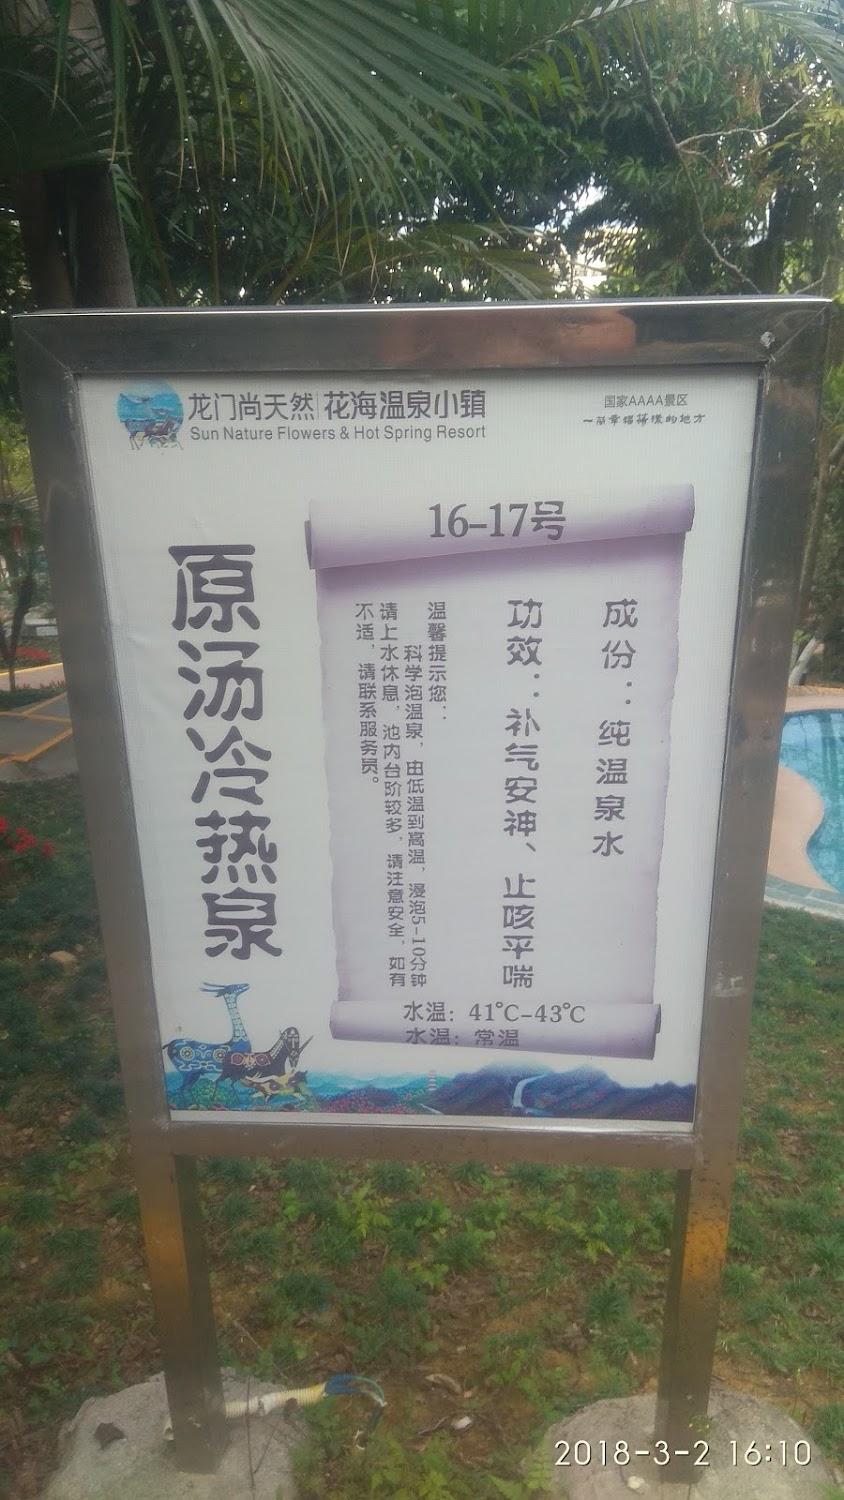 龙门尚天然 花海温泉小镇
Sun Nature Flowers & Hot Spring Resort
国家AAAA景区
16-17号
成份：纯温泉水
功效：补气安神、止咳平喘
温馨提示您：
科学泡温泉，由低温到高温，浸泡5-10分钟
请上水休息，池内台阶较多，请注意安全，如有
不适，请联系服务员。
原汤冷热泉
水温：41℃-43℃
水温：常温
2018-3-2 16:10